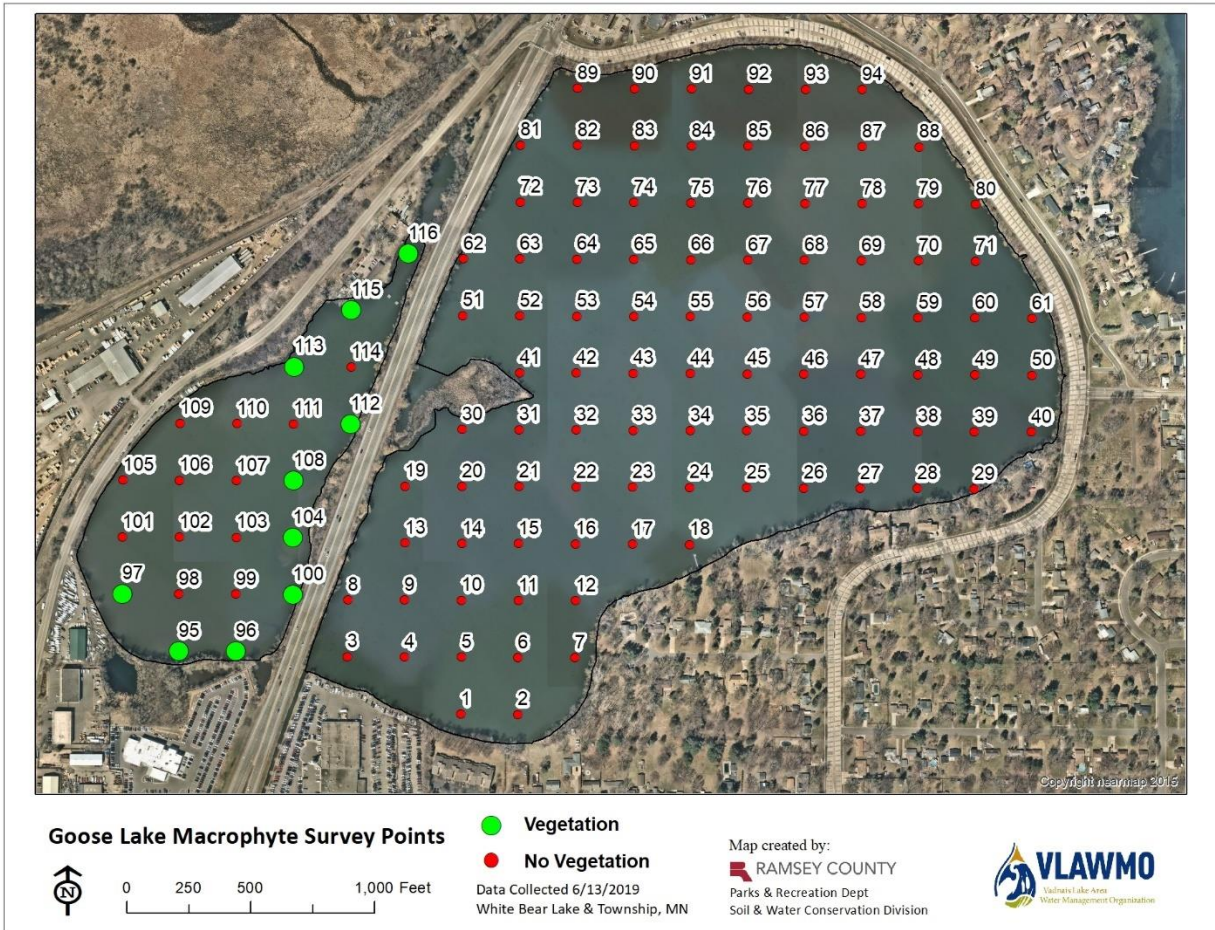 89 90 91 92 93 94
81 82 83 84 85 86 87 88
72 73 74 75 76 77 78 79 80
116 62 63 64 65 66 67 68 69 70 71
115 51 52 53 54 55 56 57 58 59 60 61
113 114 41 42 43 44 45 46 47 48 49 50
109 110 111 112 30 31 32 33 34 35 36 37 38 39 40
105 106 107 108 19 20 21 22 23 24 25 26 27 28 29
101 102 103 104 13 14 15 16 17 18
97 98 99 100 8 9 10 11 12
95 96 3 4 5 6 7
1 2
Copyright nearmap 2015
Goose Lake Macrophyte Survey Points
N
0 250 500 1,000 Feet
Vegetation
No Vegetation
Data Collected 6/13/2019
White Bear Lake & Township, MN
Map created by:
RAMSEY COUNTY
Parks & Recreation Dept
Soil & Water Conservation Division
VLAWMO
Vadnais Lake Area
Water Management Organization